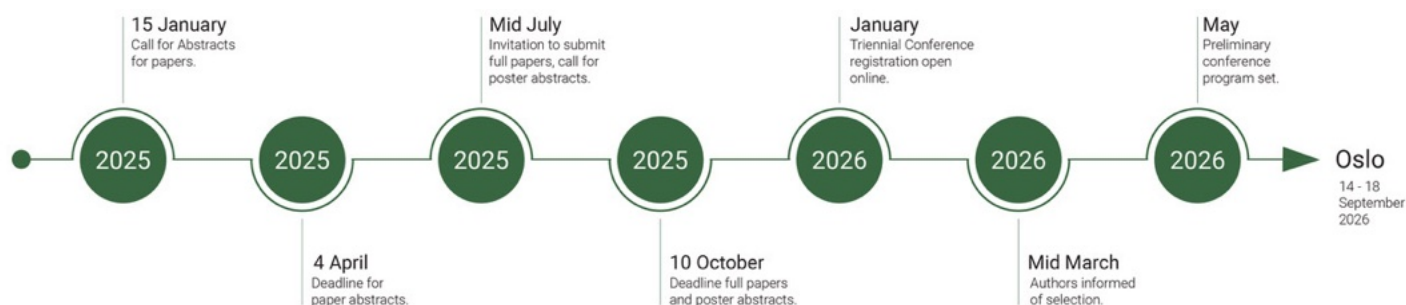 15 January
Call for Abstracts
for papers.
2025
4 April
Deadline for
paper abstracts.
2025
Mid July
Invitation to submit
full papers, call for
poster abstracts.
2025
10 October
Deadline full papers
and poster abstracts.
2025
January
Triennial Conference
registration open
online.
2026
Mid March
Authors informed
of selection.
2026
May
Preliminary
conference
program set.
2026
Oslo
14 - 18
September
2026